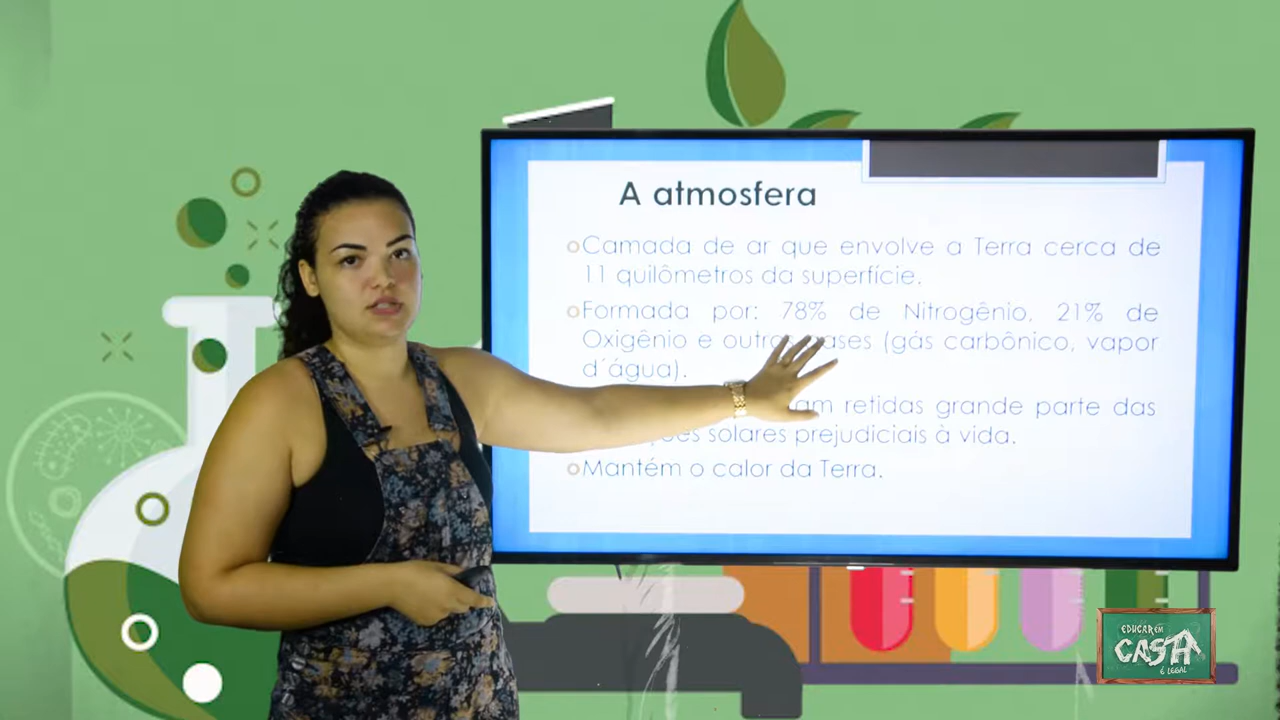 A atmosfera
Camada de ar que envolve a Terra cerca de
11 quilômetros da superfície.
Formada por: 78% de Nitrogênio, 21% de
Oxigênio e outros gases (gás carbônico, vapor
d´água).
retidas grande parte das
solares prejudiciais à vida.
Mantém o calor da Terra.
EDUCAR EM
CASA
É LEGAL